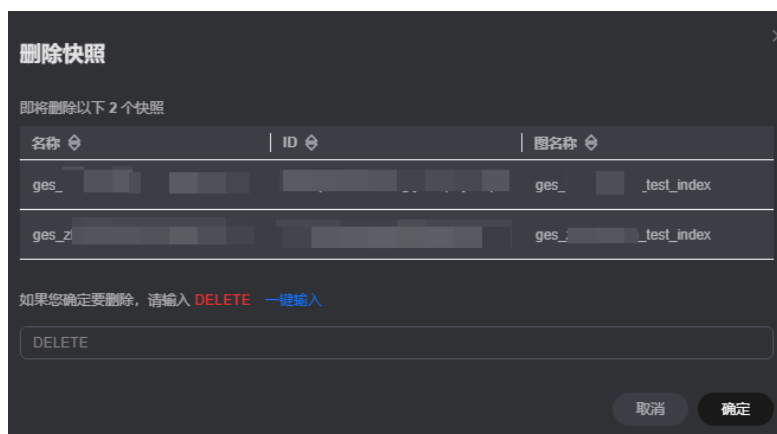 删除快照
即将删除以下 2 个快照
名称 ID 图名称
ges_ ges_ _test_index
ges_z ges_ _test_index
如果您确定要删除，请输入 DELETE 一键输入
DELETE
取消 确定